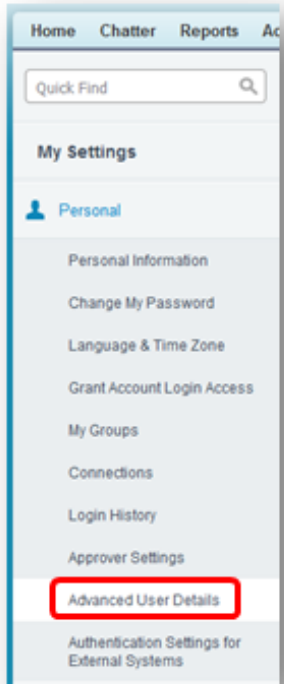 Home Chatter Reports
Quick Find
My Settings
Personal
Personal Information
Change My Password
Language & Time Zone
Grant Account Login Access
My Groups
Connections
Login History
Approver Settings
Advanced User Details
Authentication Settings for
External Systems